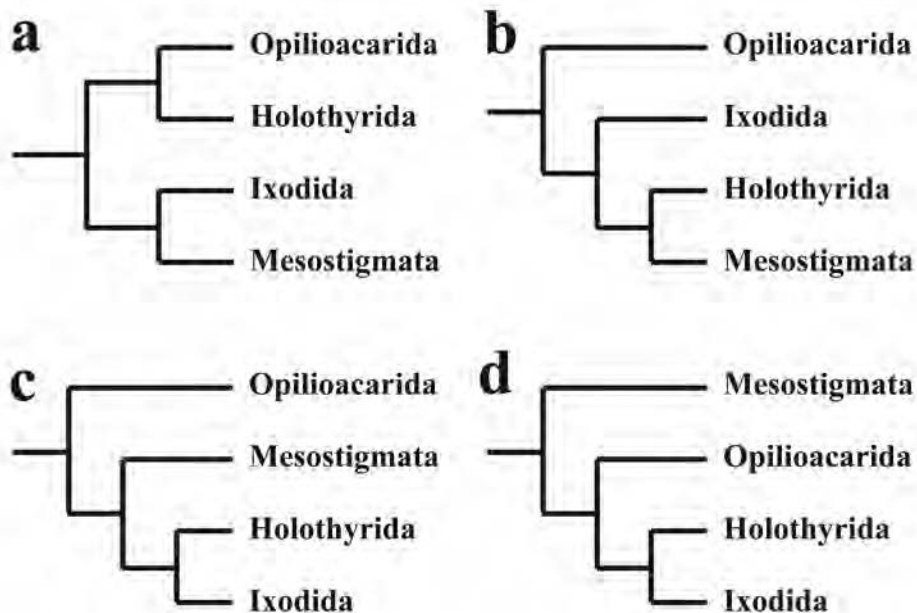 a
Opilioacarida
Holothyrida
Ixodida
Mesostigmata
b
Opilioacarida
Ixodida
Holothyrida
Mesostigmata
c
Opilioacarida
Mesostigmata
Holothyrida
Ixodida
d
Mesostigmata
Opilioacarida
Holothyrida
Ixodida